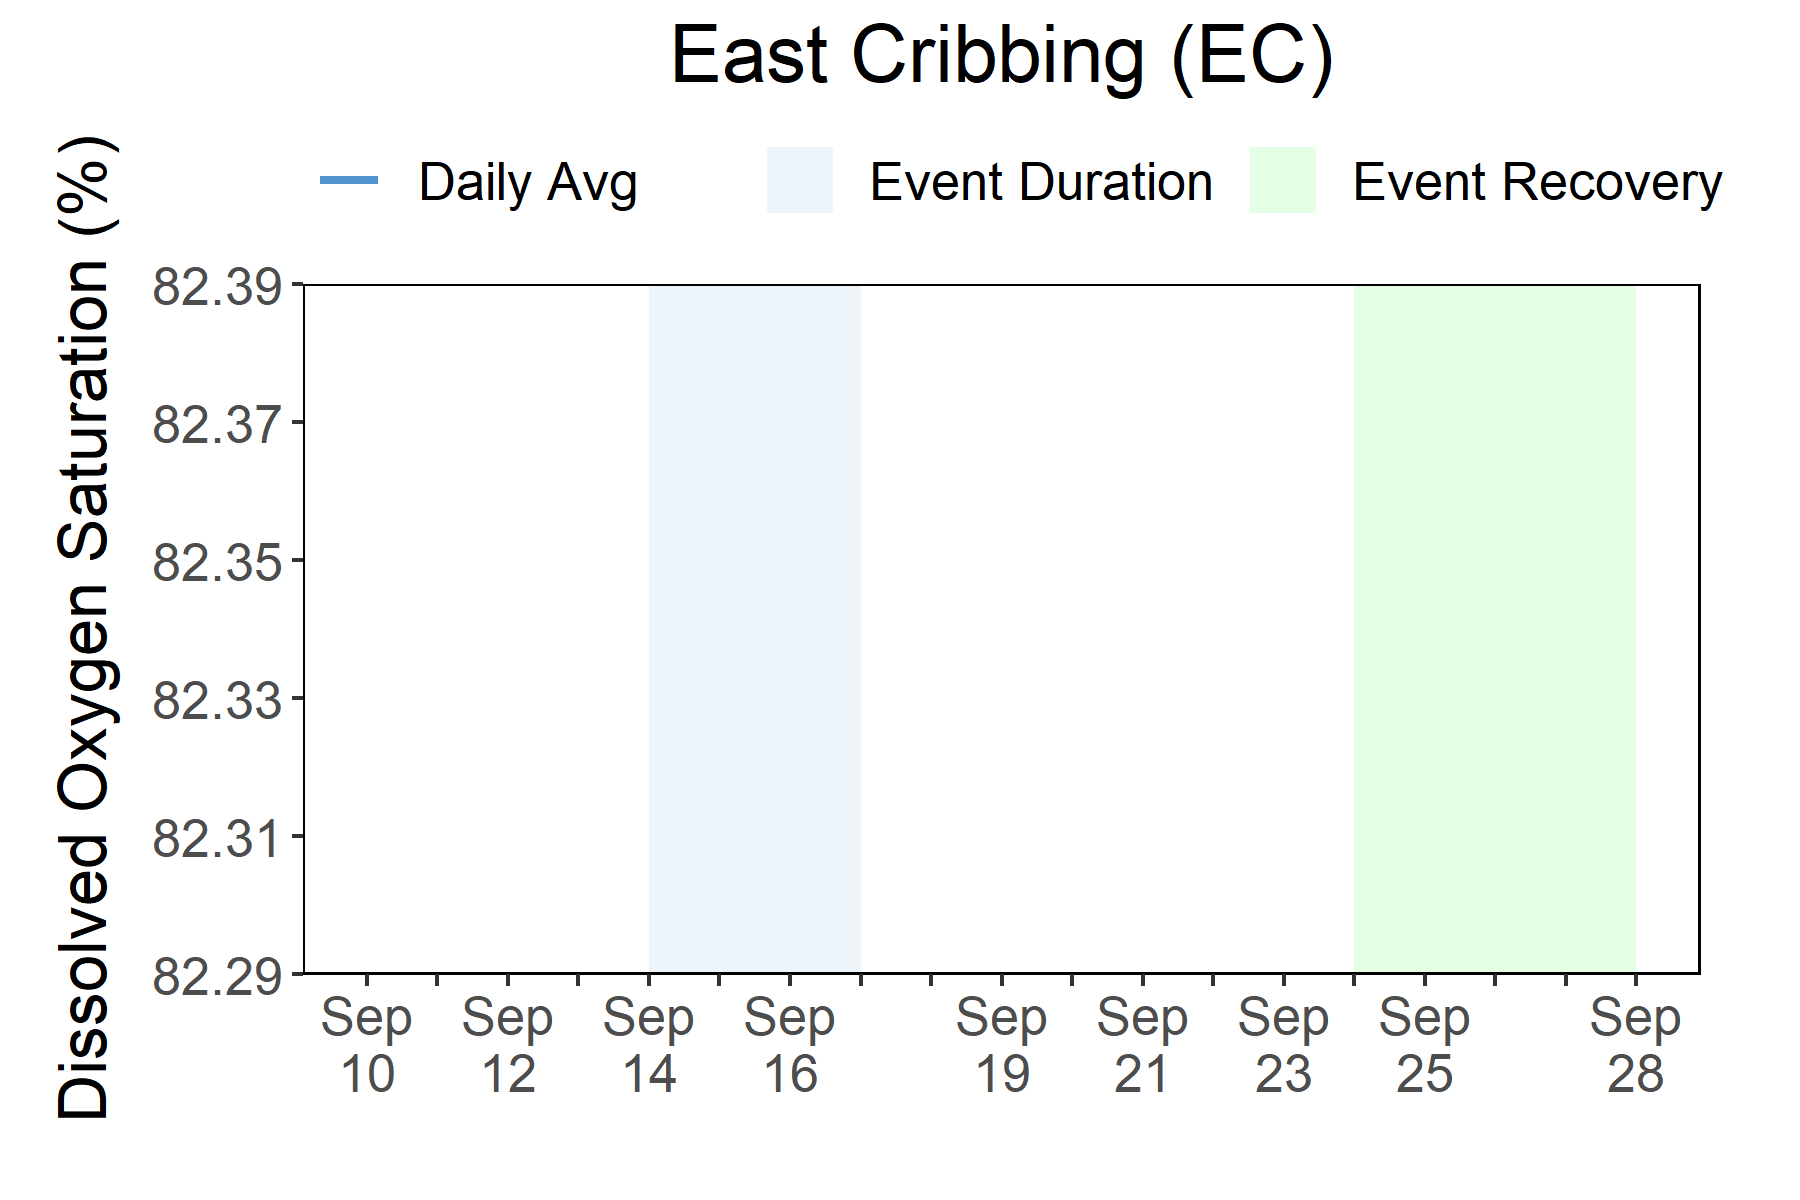 East Cribbing (EC)
Daily Avg Event Duration Event Recovery
Dissolved Oxygen Saturation (%)
82.39
82.37
82.35
82.33
82.31
82.29
Sep Sep Sep Sep Sep Sep Sep Sep Sep
10 12 14 16 19 21 23 25 28